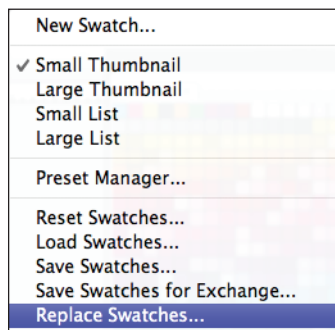 New Swatch...
Small Thumbnail
Large Thumbnail
Small List
Large List
Preset Manager...
Reset Swatches...
Load Swatches...
Save Swatches...
Save Swatches for Exchange...
Replace Swatches...